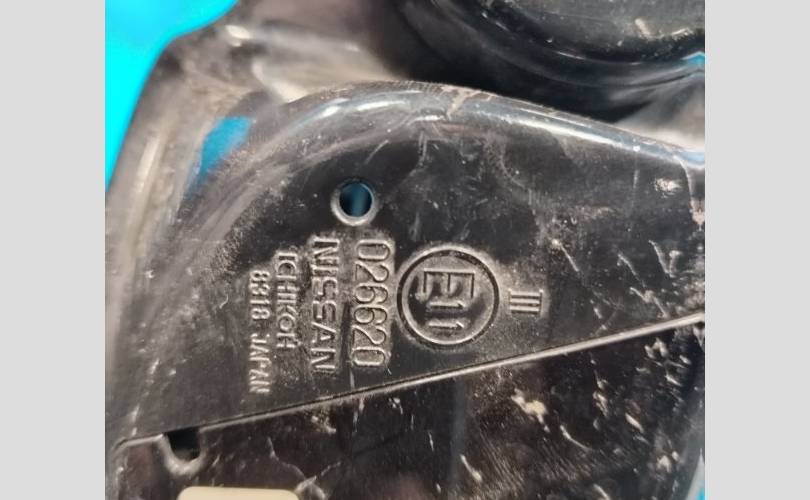 III
E11
026620
NISSAN
ICHIKOH
8318 JAPAN